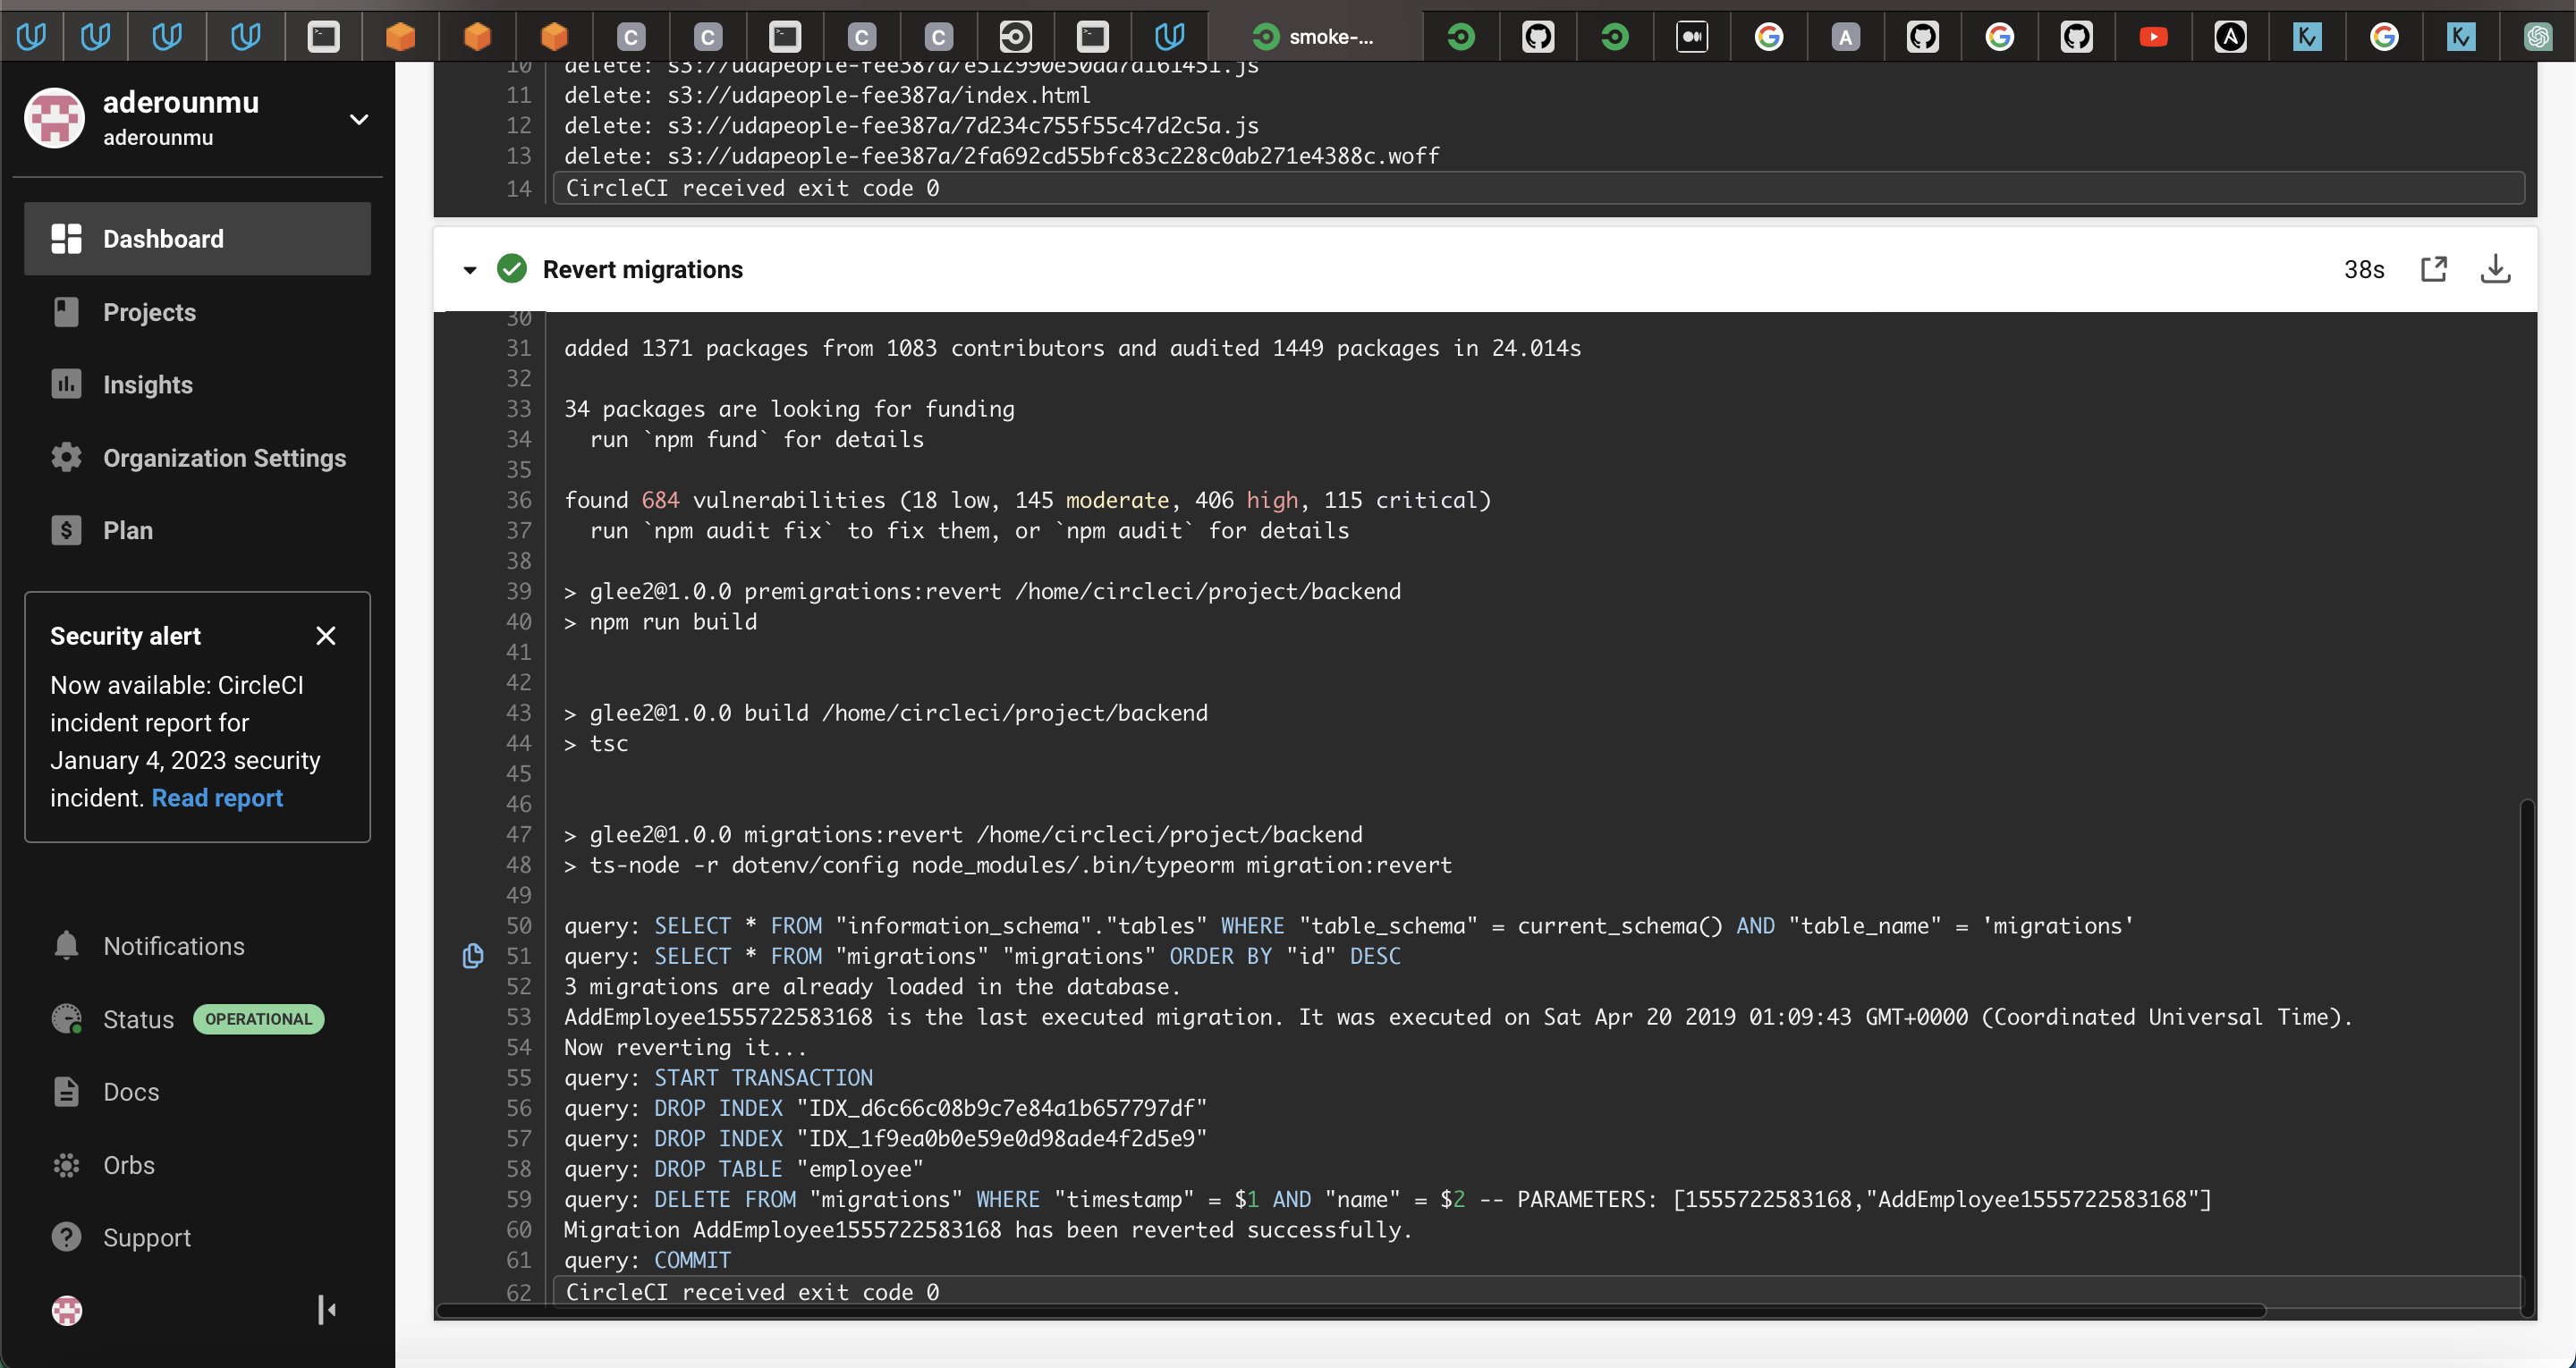 smoke-...
aderounmu
aderounmu
Dashboard
Projects
Insights
Organization Settings
Plan
Security alert
Now available: CircleCI
incident report for
January 4, 2023 security
incident. Read report
Notifications
Status OPERATIONAL
Docs
Orbs
Support
10 delete: s3://udapeople-fee387a/e512990e50dd7a161451.js
11 delete: s3://udapeople-fee387a/index.html
12 delete: s3://udapeople-fee387a/7d234c755f55c47d2c5a.js
13 delete: s3://udapeople-fee387a/2fa692cd55bfc83c228c0ab271e4388c.woff
14 CircleCI received exit code 0
Revert migrations 38s
30
31 added 1371 packages from 1083 contributors and audited 1449 packages in 24.014s
32
33 34 packages are looking for funding
34 run `npm fund` for details
35
36 found 684 vulnerabilities (18 low, 145 moderate, 406 high, 115 critical)
37 run `npm audit fix` to fix them, or `npm audit` for details
38
39 > glee2@1.0.0 premigrations:revert /home/circleci/project/backend
40 > npm run build
41
42
43 > glee2@1.0.0 build /home/circleci/project/backend
44 > tsc
45
46
47 > glee2@1.0.0 migrations:revert /home/circleci/project/backend
48 > ts-node -r dotenv/config node_modules/.bin/typeorm migration:revert
49
50 query: SELECT * FROM "information_schema"."tables" WHERE "table_schema" = current_schema() AND "table_name" = 'migrations'
51 query: SELECT * FROM "migrations" "migrations" ORDER BY "id" DESC
52 3 migrations are already loaded in the database.
53 AddEmployee1555722583168 is the last executed migration. It was executed on Sat Apr 20 2019 01:09:43 GMT+0000 (Coordinated Universal Time).
54 Now reverting it...
55 query: START TRANSACTION
56 query: DROP INDEX "IDX_d6c66c08b9c7e84a1b657797df"
57 query: DROP INDEX "IDX_1f9ea0b0e59e0d98ade4f2d5e9"
58 query: DROP TABLE "employee"
59 query: DELETE FROM "migrations" WHERE "timestamp" = $1 AND "name" = $2 -- PARAMETERS: [1555722583168,"AddEmployee1555722583168"]
60 Migration AddEmployee1555722583168 has been reverted successfully.
61 query: COMMIT
62 CircleCI received exit code 0